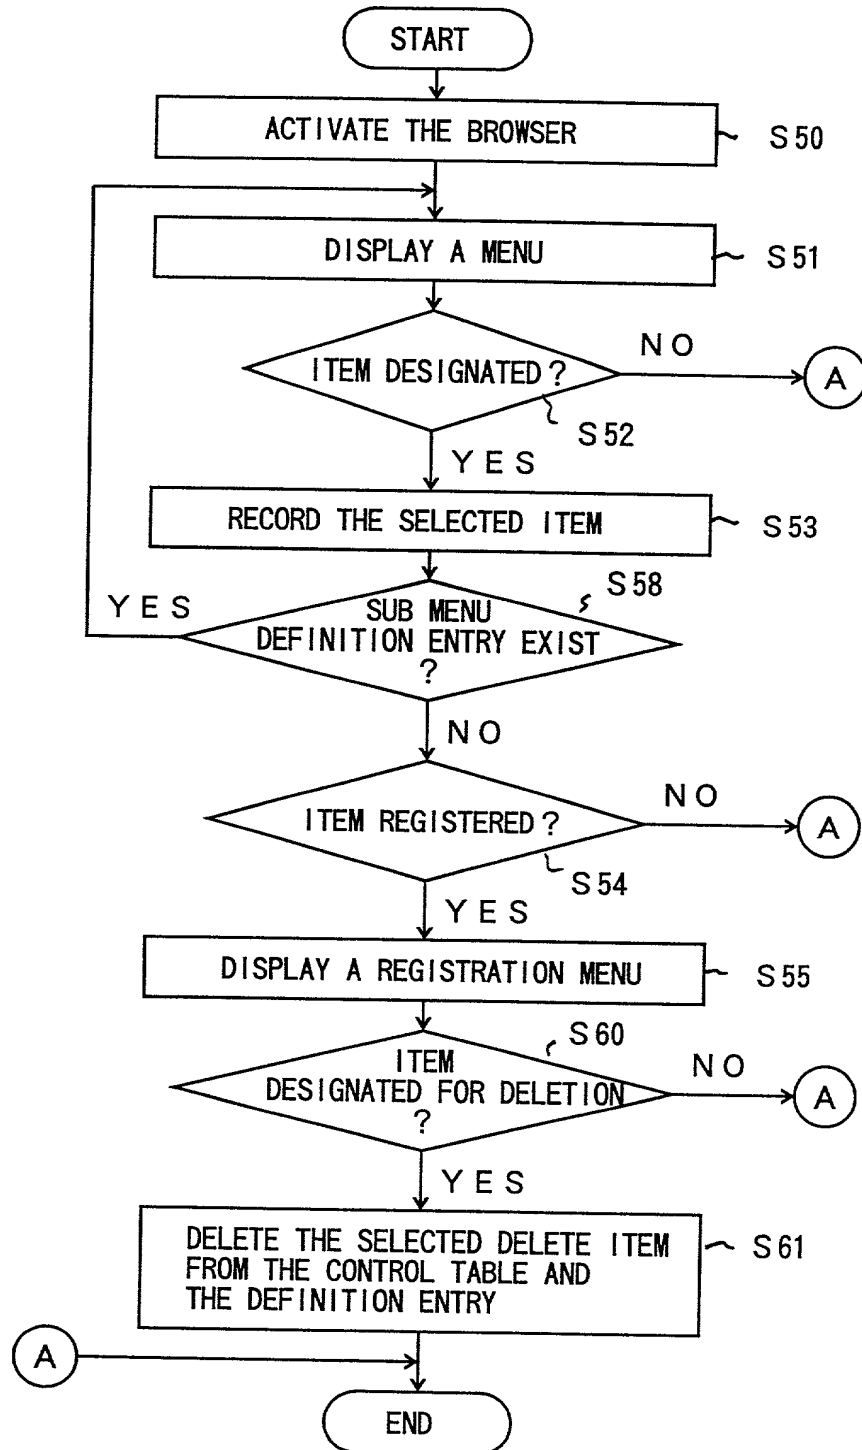 START
ACTIVATE THE BROWSER
S50
DISPLAY A MENU
S51
ITEM DESIGNATED?
NO
A
S52
YES
RECORD THE SELECTED ITEM
S53
S58
YES
SUB MENU
DEFINITION ENTRY EXIST
?
NO
ITEM REGISTERED?
NO
A
S54
YES
DISPLAY A REGISTRATION MENU
S55
S60
ITEM
DESIGNATED FOR DELETION
?
NO
A
YES
DELETE THE SELECTED DELETE ITEM
FROM THE CONTROL TABLE AND
THE DEFINITION ENTRY
S61
A
END